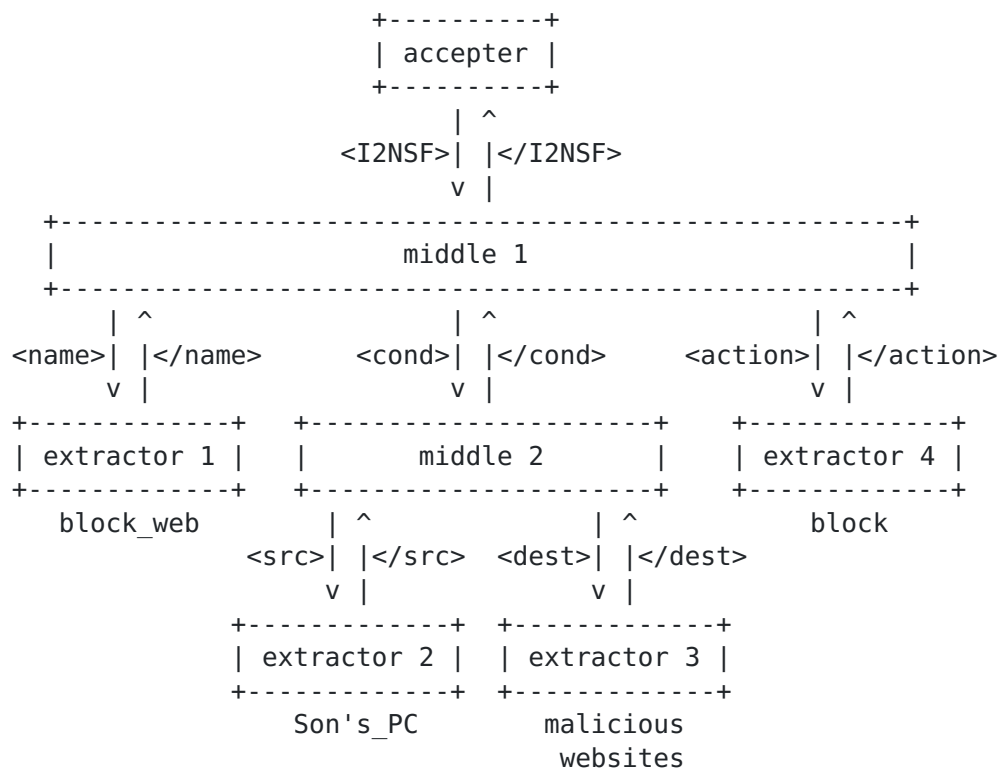 accepter
<I2NSF> </I2NSF>
middle 1
<name> </name> <cond> </cond> <action> </action>
extractor 1 middle 2 extractor 4
block_web block
<src> </src> <dest> </dest>
extractor 2 extractor 3
Son's_PC malicious
websites